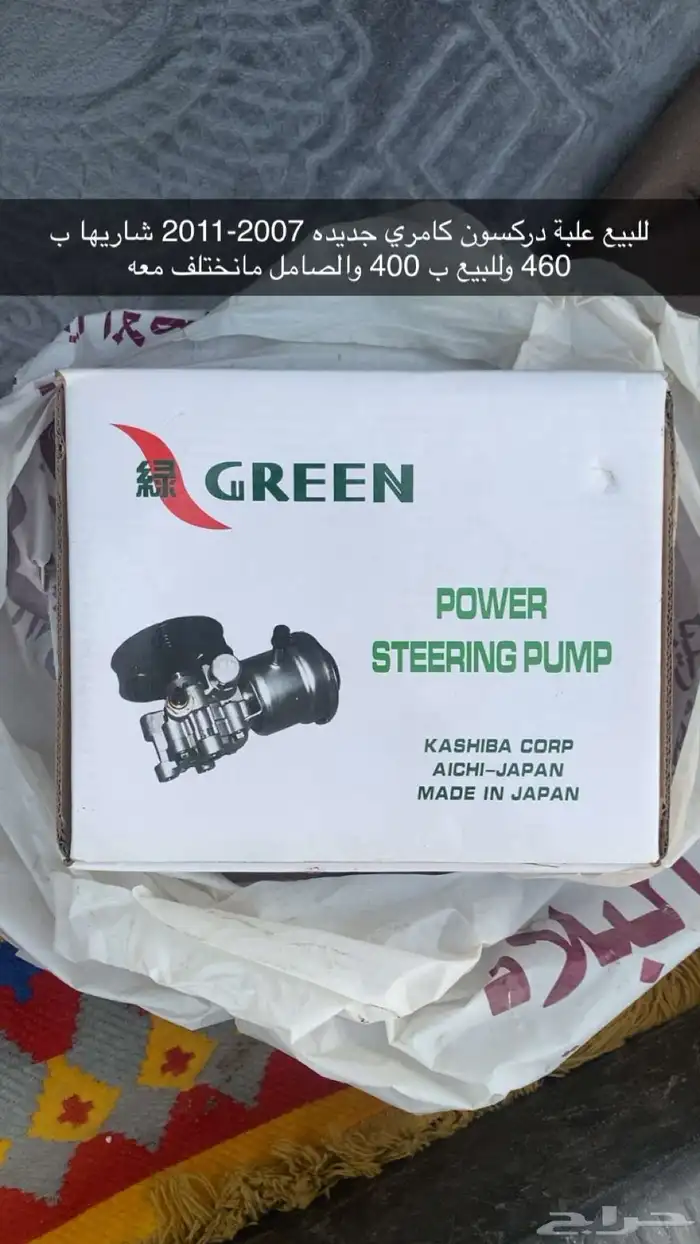 للبيع علبة دركسون كامري جديده 2007-2011 شاريها ب
460 وللبيع ب 400 والصامل مانختلف معه
緑 GREEN
POWER
STEERING PUMP
KASHIBA CORP
AICHI-JAPAN
MADE IN JAPAN
البلاد
حراج